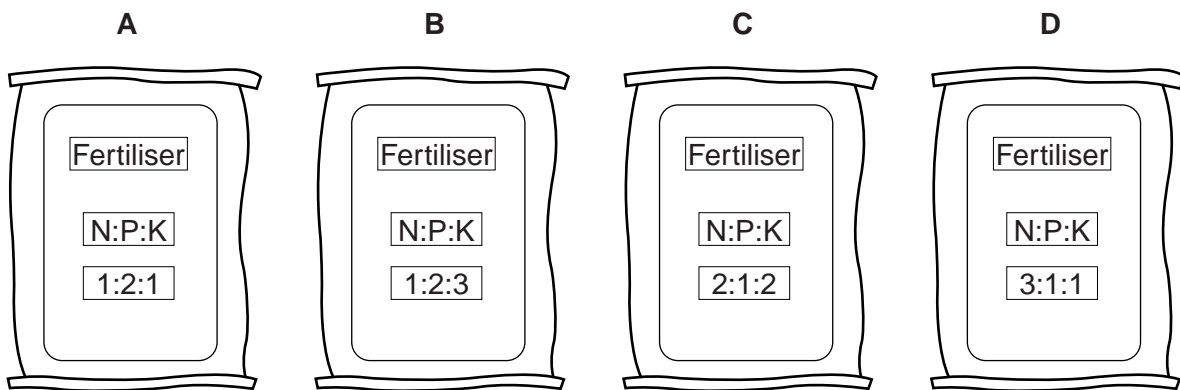 A B C D
Fertiliser Fertiliser Fertiliser Fertiliser
N:P:K N:P:K N:P:K N:P:K
1:2:1 1:2:3 2:1:2 3:1:1